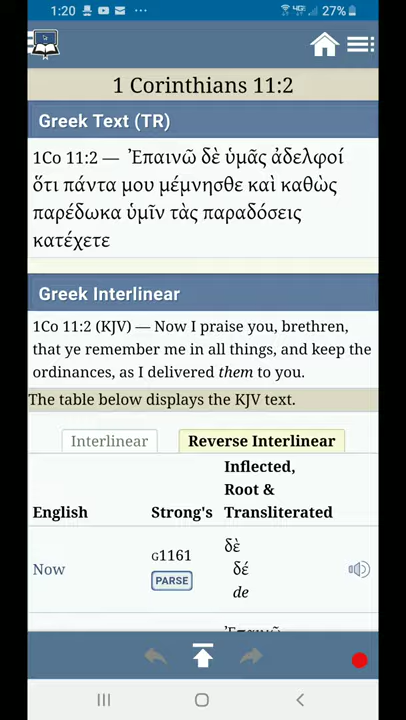 1:20 27%
1 Corinthians 11:2
Greek Text (TR)
1Co 11:2 — Ἐπαινῶ δὲ ὑμᾶς ἀδελφοί
ὅτι πάντα μου μέμνησθε καὶ καθὼς
παρέδωκα ὑμῖν τὰς παραδόσεις
κατέχετε
Greek Interlinear
1Co 11:2 (KJV) — Now I praise you, brethren,
that ye remember me in all things, and keep the
ordinances, as I delivered them to you.
The table below displays the KJV text.
Interlinear Reverse Interlinear
Inflected,
Root &
English Strong's Transliterated
G1161 δὲ
Now PARSE δέ
de